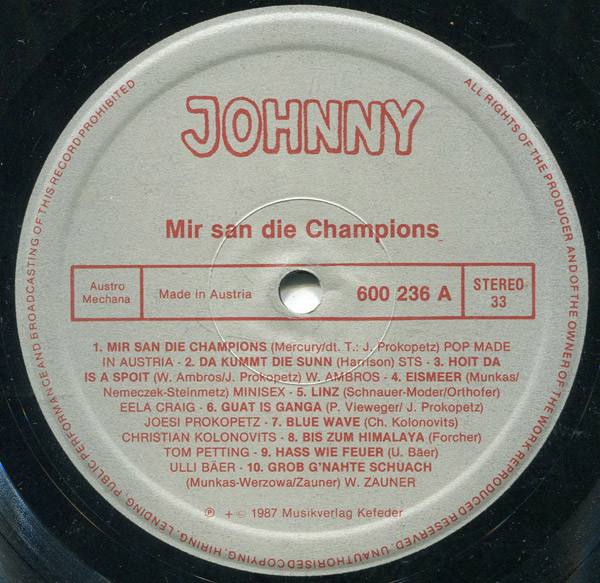 JOHNNY
Mir san die Champions
Austro
Mechana
Made in Austria
600 236 A
STEREO
33
1. MIR SAN DIE CHAMPIONS (Mercury/dt. T.: J. Prokopetz) POP MADE
IN AUSTRIA - 2. DA KUMMT DIE SUNN (Harrison) STS - 3. HOIT DA
IS A SPOIT (W. Ambros/J. Prokopetz) W. AMBROS - 4. EISMEER (Munkas/
Nemeczek-Steinmetz) MINISEX - 5. LINZ (Schnauer-Moder/Orthofer)
EELA CRAIG - 6. GUAT IS GANGA (P. Vieweger/ J. Prokopetz)
JOESI PROKOPETZ - 7. BLUE WAVE (Ch. Kolonovits)
CHRISTIAN KOLONOVITS - 8. BIS ZUM HIMALAYA (Forcher)
TOM PETTING - 9. HASS WIE FEUER (U. Bäer)
ULLI BÄER - 10. GROB G'NAHTE SCHUACH
(Munkas-Werzowa/Zauner) W. ZAUNER
℗ + © 1987 Musikverlag Kefeder
ALL RIGHTS OF THE PRODUCER AND OF THE OWNER OF THE WORK REPRODUCED RESERVED. UNAUTHORISED COPYING, HIRING, LENDING, PUBLIC PERFORMANCE AND BROADCASTING OF THIS RECORD PROHIBITED